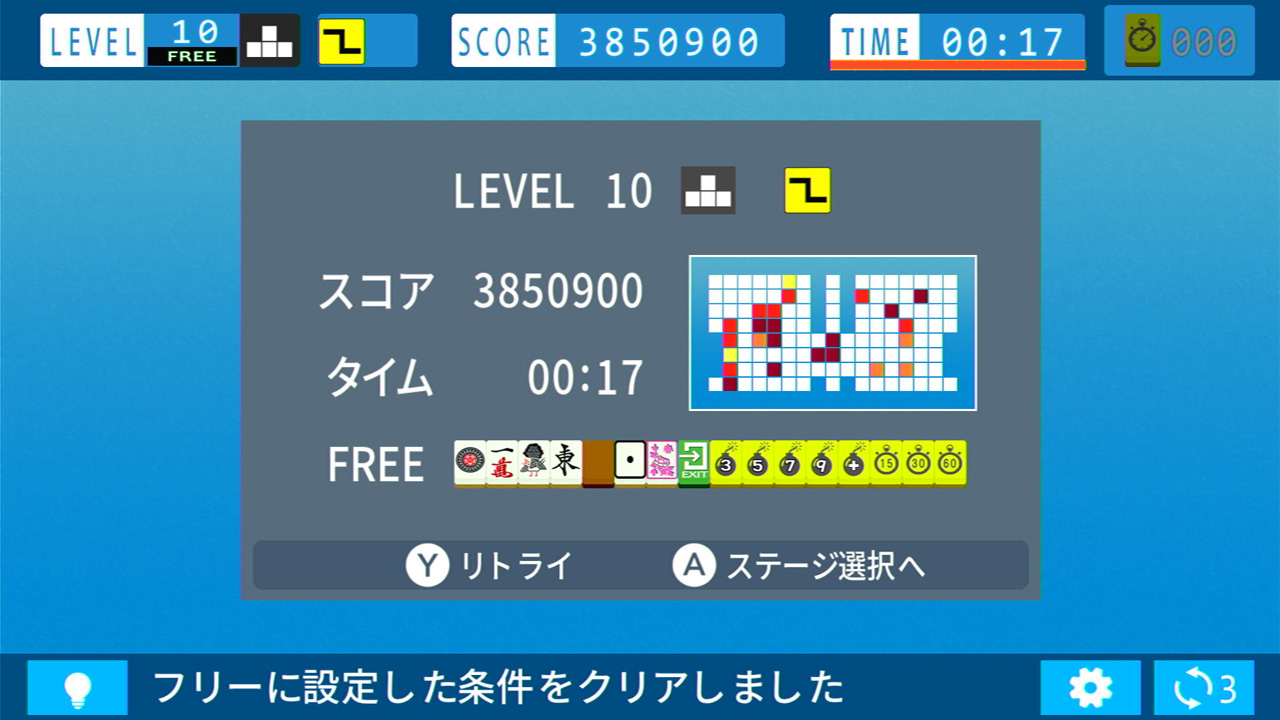 LEVEL 10 FREE SCORE 3850900 TIME 00:17 000
LEVEL 10
スコア 3850900
タイム 00:17
FREE 一萬 東 EXIT 3 5 7 9 + 15 30 60
Y リトライ A ステージ選択へ
フリーに設定した条件をクリアしました 3